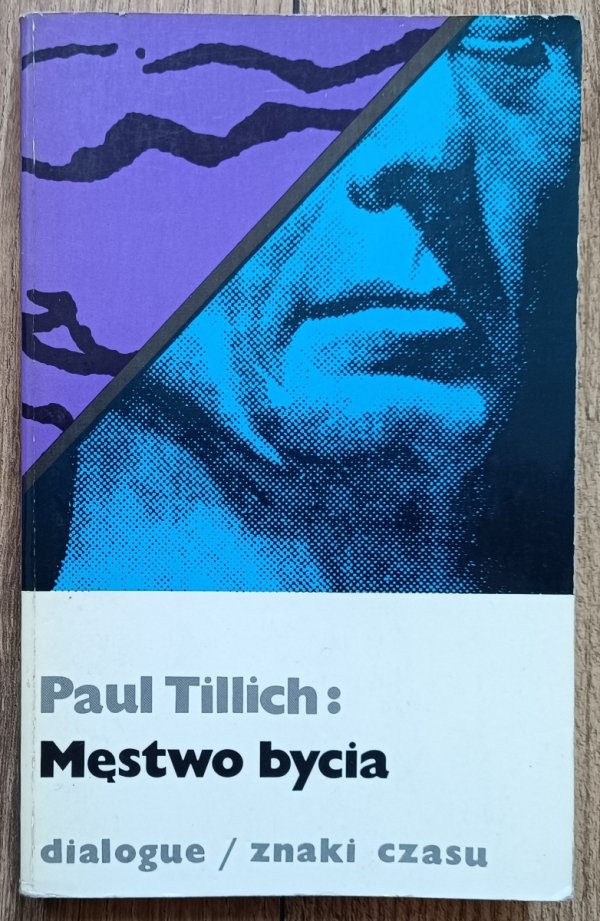 Paul Tillich:
Męstwo bycia
dialogue / znaki czasu